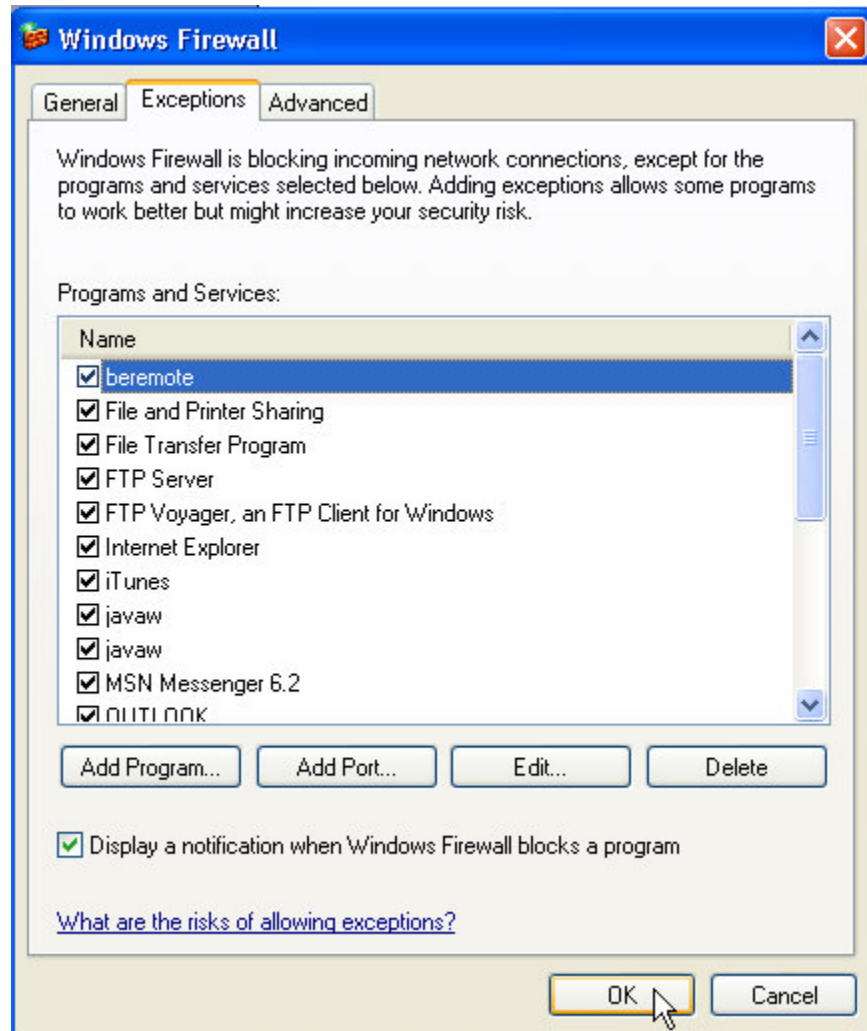 Windows Firewall
General Exceptions Advanced
Windows Firewall is blocking incoming network connections, except for the
programs and services selected below. Adding exceptions allows some programs
to work better but might increase your security risk.
Programs and Services:
Name
beremote
File and Printer Sharing
File Transfer Program
FTP Server
FTP Voyager, an FTP Client for Windows
Internet Explorer
iTunes
javaw
javaw
MSN Messenger 6.2
OUTLOOK
Add Program... Add Port... Edit... Delete
Display a notification when Windows Firewall blocks a program
What are the risks of allowing exceptions?
OK Cancel